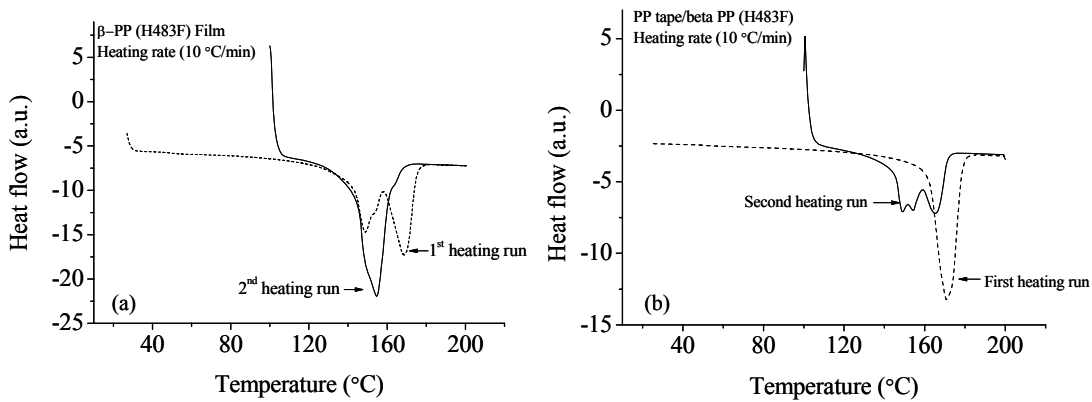 β–PP (H483F) Film
Heating rate (10 °C/min)
5
0
-5
-10
-15
-20
-25
Heat flow (a.u.)
1st heating run
2nd heating run
(a)
40
80
120
160
200
Temperature (°C)
PP tape/beta PP (H483F)
Heating rate (10 °C/min)
5
0
-5
-10
-15
Heat flow (a.u.)
Second heating run
First heating run
(b)
40
80
120
160
200
Temperature (°C)